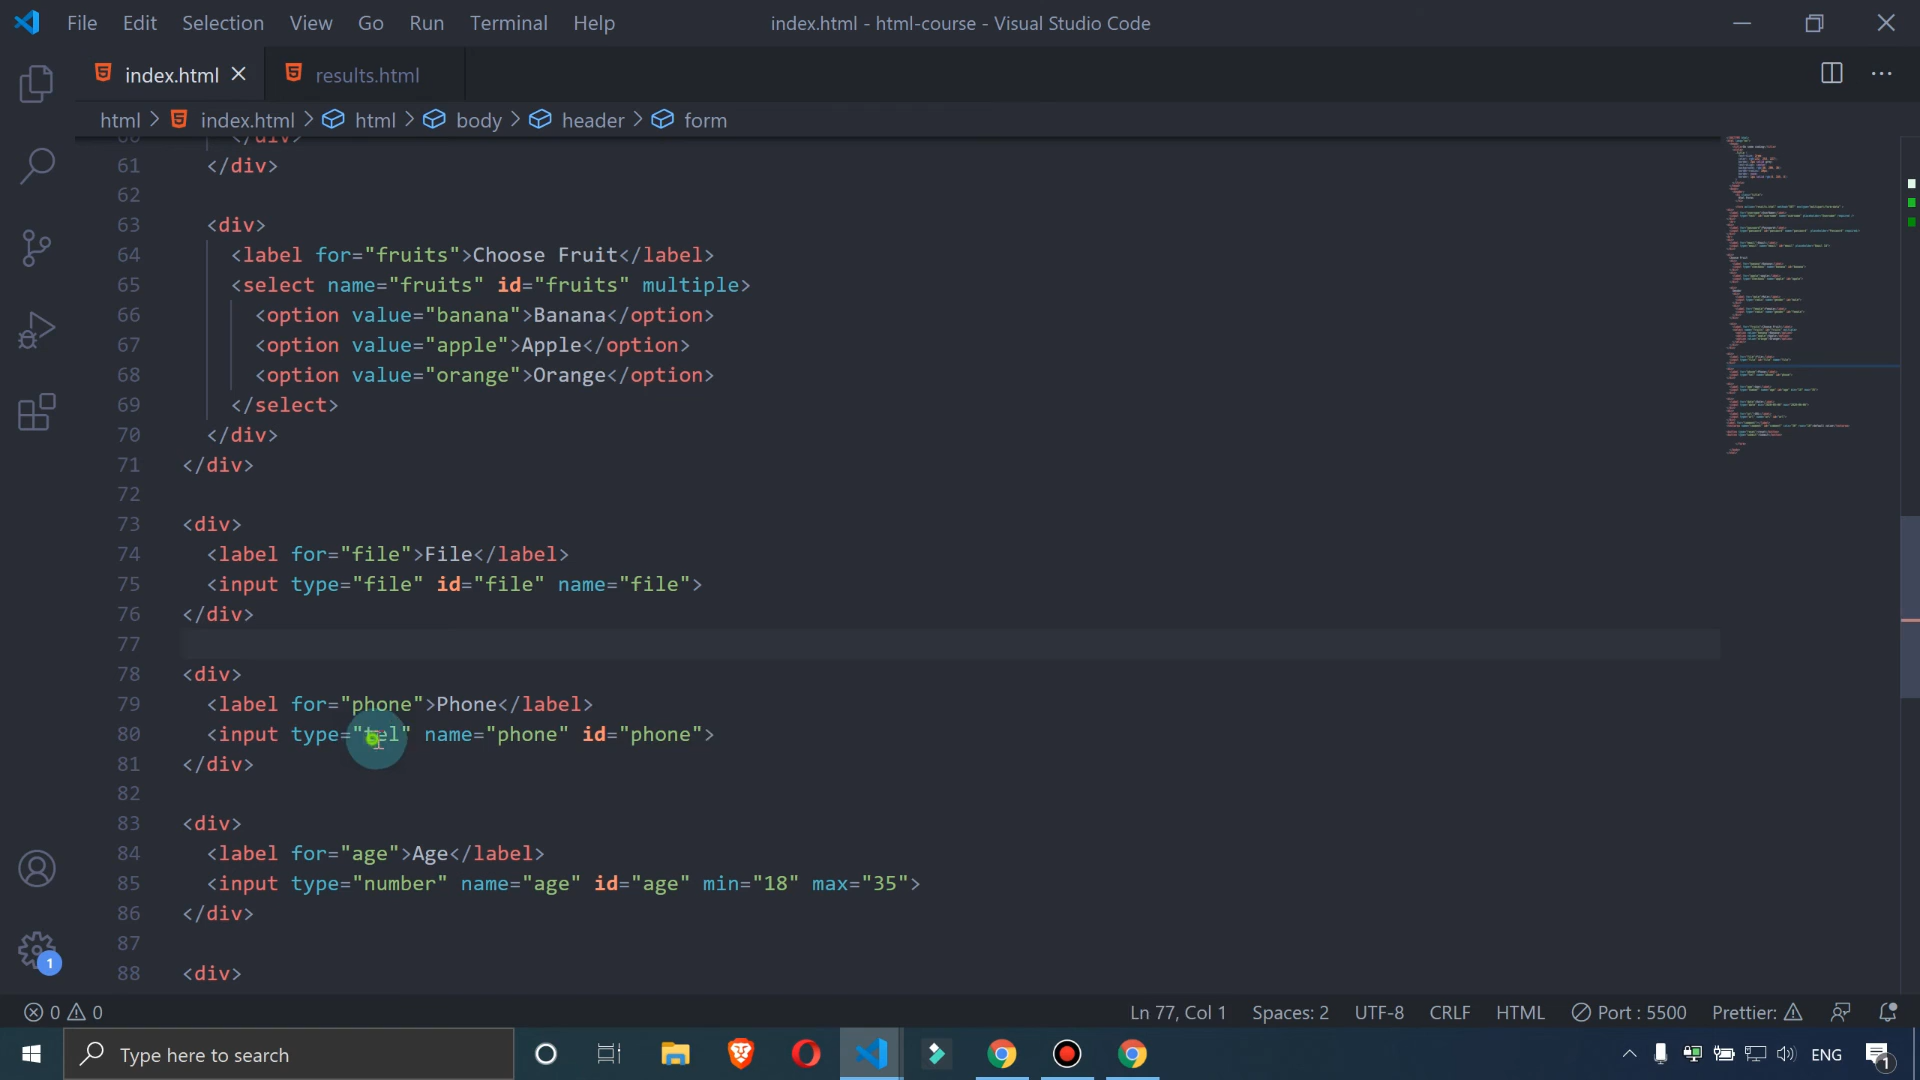 File Edit Selection View Go Run Terminal Help index.html - html-course - Visual Studio Code
index.html results.html
html > index.html > html > body > header > form
60 </div>
61 </div>
62
63 <div>
64 <label for="fruits">Choose Fruit</label>
65 <select name="fruits" id="fruits" multiple>
66 <option value="banana">Banana</option>
67 <option value="apple">Apple</option>
68 <option value="orange">Orange</option>
69 </select>
70 </div>
71 </div>
72
73 <div>
74 <label for="file">File</label>
75 <input type="file" id="file" name="file">
76 </div>
77
78 <div>
79 <label for="phone">Phone</label>
80 <input type="tel" name="phone" id="phone">
81 </div>
82
83 <div>
84 <label for="age">Age</label>
85 <input type="number" name="age" id="age" min="18" max="35">
86 </div>
87
88 <div>
1
0 0 Ln 77, Col 1 Spaces: 2 UTF-8 CRLF HTML Port : 5500 Prettier:
Type here to search ENG 1